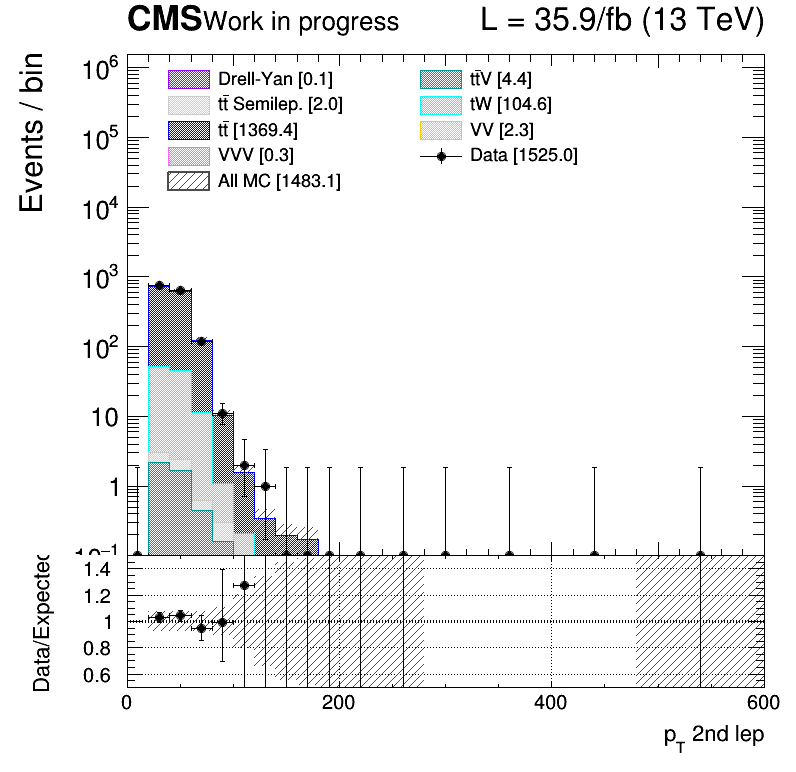 CMS Work in progress L = 35.9/fb (13 TeV)
Events / bin
10⁶
10⁵
10⁴
10³
10²
10
1
10⁻¹
Drell-Yan [0.1]
tt̄ Semilep. [2.0]
tt̄ [1369.4]
VVV [0.3]
All MC [1483.1]
tt̄V [4.4]
tW [104.6]
VV [2.3]
Data [1525.0]
Data/Expected
1.4
1.2
1
0.8
0.6
0 200 400 600
p_T 2nd lep